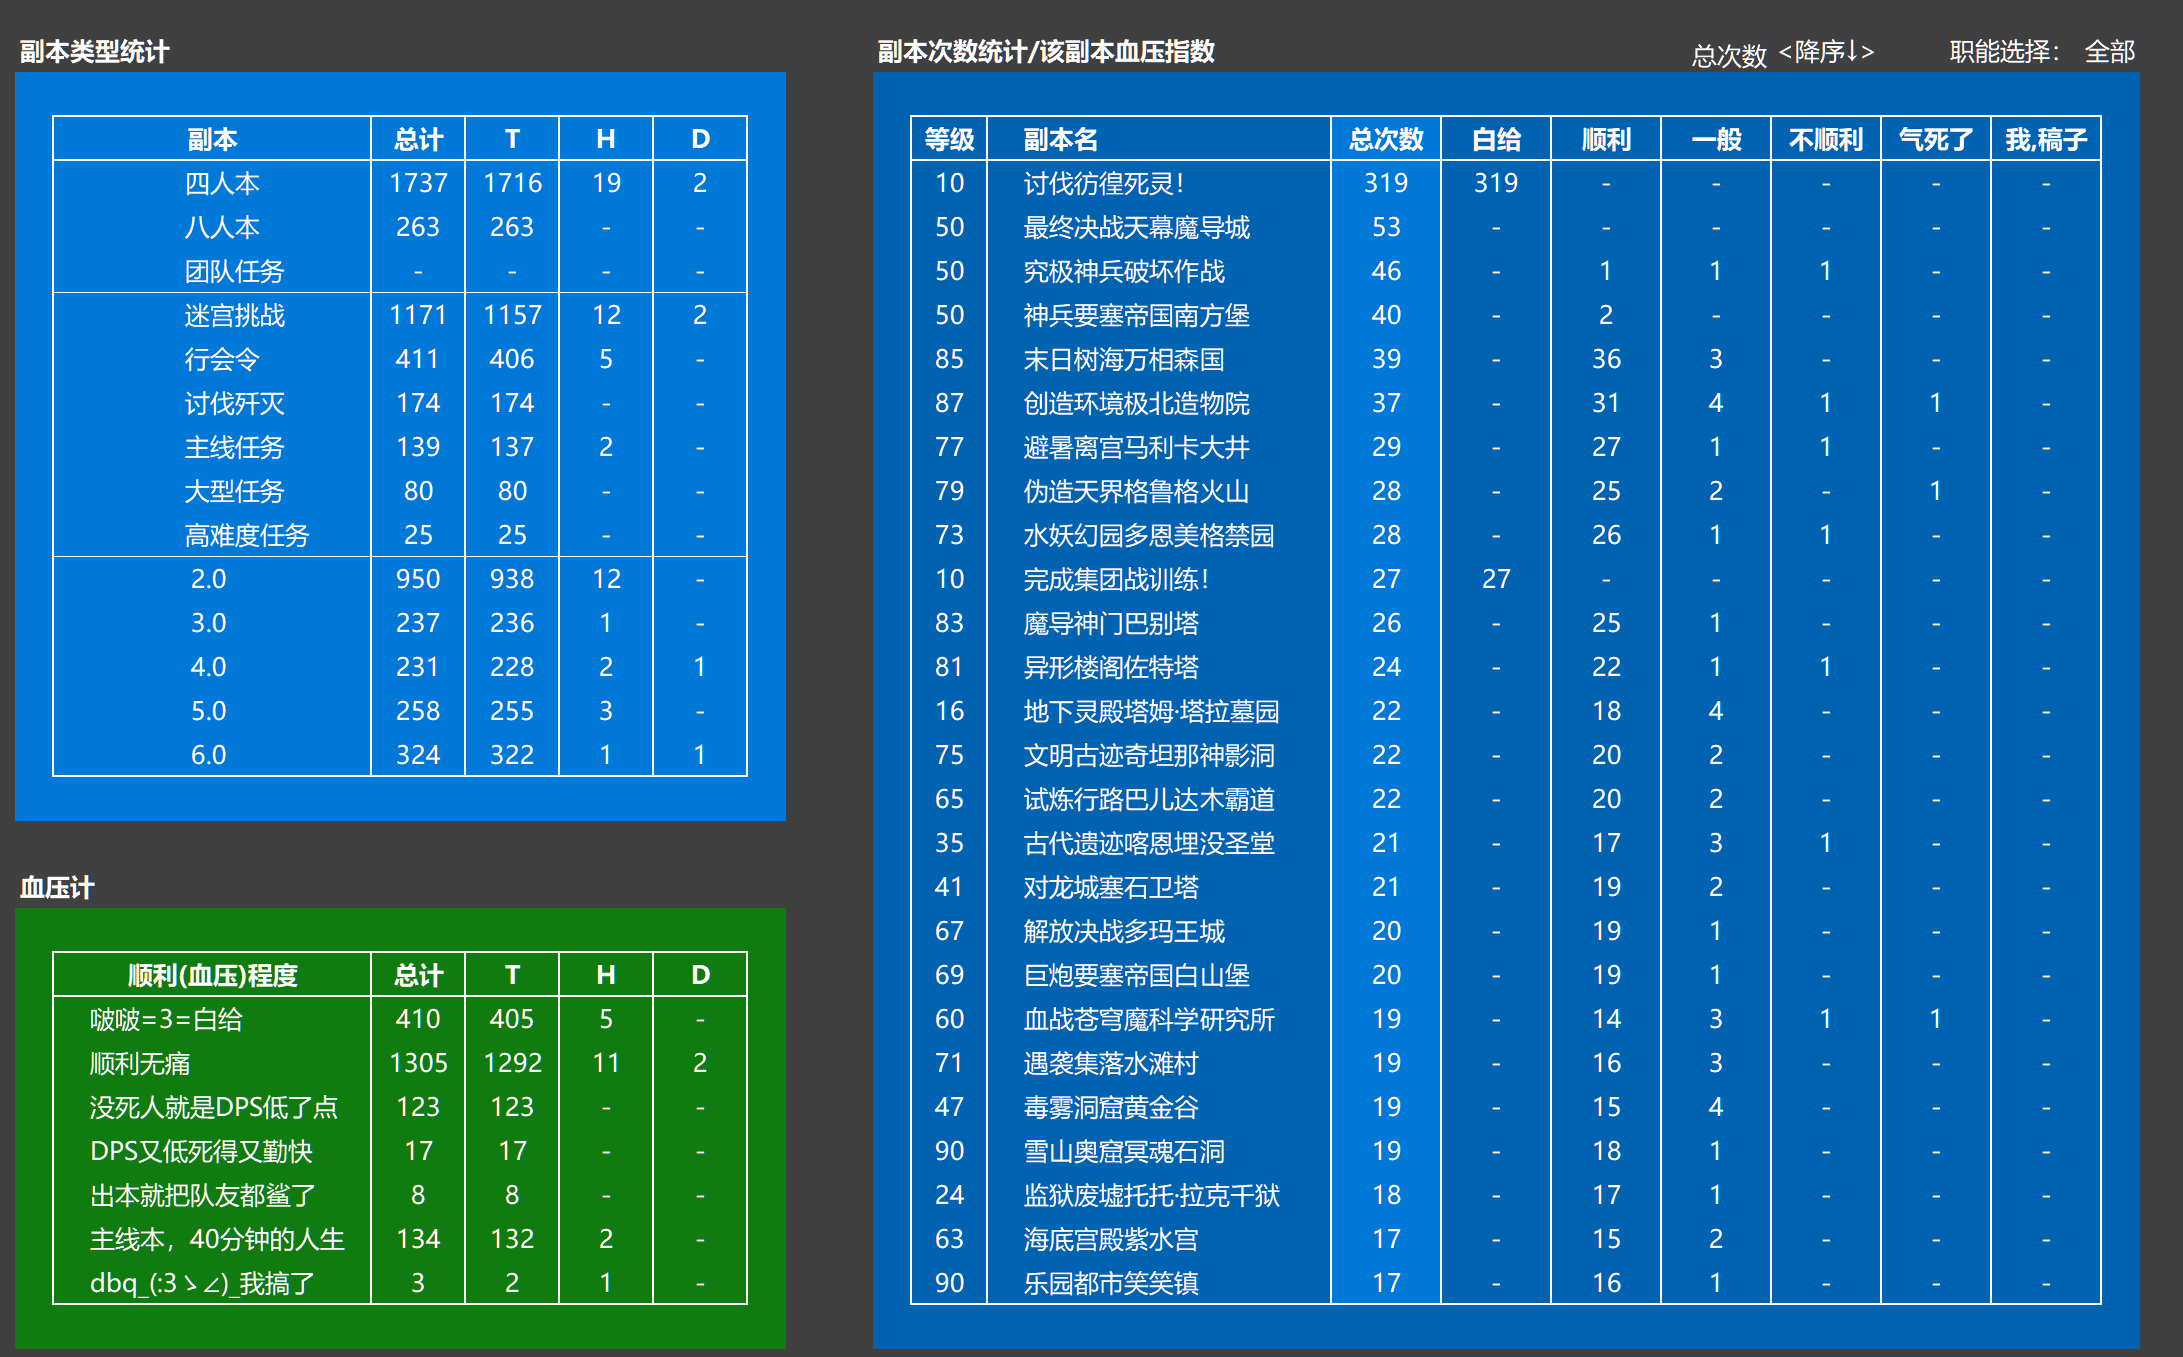 副本类型统计
副本 总计 T H D
四人本 1737 1716 19 2
八人本 263 263 - -
团队任务 - - - -
迷宫挑战 1171 1157 12 2
行会令 411 406 5 -
讨伐歼灭 174 174 - -
主线任务 139 137 2 -
大型任务 80 80 - -
高难度任务 25 25 - -
2.0 950 938 12 -
3.0 237 236 1 -
4.0 231 228 2 1
5.0 258 255 3 -
6.0 324 322 1 1
血压计
顺利(血压)程度 总计 T H D
啵啵=3=白给 410 405 5 -
顺利无痛 1305 1292 11 2
没死人就是DPS低了点 123 123 - -
DPS又低死得又勤快 17 17 - -
出本就把队友都鲨了 8 8 - -
主线本，40分钟的人生 134 132 2 -
dbq_(:3ゝ∠)_我搞了 3 2 1 -
副本次数统计/该副本血压指数 总次数 <降序↓> 职能选择： 全部
等级 副本名 总次数 白给 顺利 一般 不顺利 气死了 我,稿子
10 讨伐彷徨死灵！ 319 319 - - - - -
50 最终决战天幕魔导城 53 - - - - - -
50 究极神兵破坏作战 46 - 1 1 1 - -
50 神兵要塞帝国南方堡 40 - 2 - - - -
85 末日树海万相森国 39 - 36 3 - - -
87 创造环境极北造物院 37 - 31 4 1 1 -
77 避暑离宫马利卡大井 29 - 27 1 1 - -
79 伪造天界格鲁格火山 28 - 25 2 - 1 -
73 水妖幻园多恩美格禁园 28 - 26 1 1 - -
10 完成集团战训练！ 27 27 - - - - -
83 魔导神门巴别塔 26 - 25 1 - - -
81 异形楼阁佐特塔 24 - 22 1 1 - -
16 地下灵殿塔姆·塔拉墓园 22 - 18 4 - - -
75 文明古迹奇坦那神影洞 22 - 20 2 - - -
65 试炼行路巴儿达木霸道 22 - 20 2 - - -
35 古代遗迹喀恩埋没圣堂 21 - 17 3 1 - -
41 对龙城塞石卫塔 21 - 19 2 - - -
67 解放决战多玛王城 20 - 19 1 - - -
69 巨炮要塞帝国白山堡 20 - 19 1 - - -
60 血战苍穹魔科学研究所 19 - 14 3 1 1 -
71 遇袭集落水滩村 19 - 16 3 - - -
47 毒雾洞窟黄金谷 19 - 15 4 - - -
90 雪山奥窟冥魂石洞 19 - 18 1 - - -
24 监狱废墟托托·拉克千狱 18 - 17 1 - - -
63 海底宫殿紫水宫 17 - 15 2 - - -
90 乐园都市笑笑镇 17 - 16 1 - - -